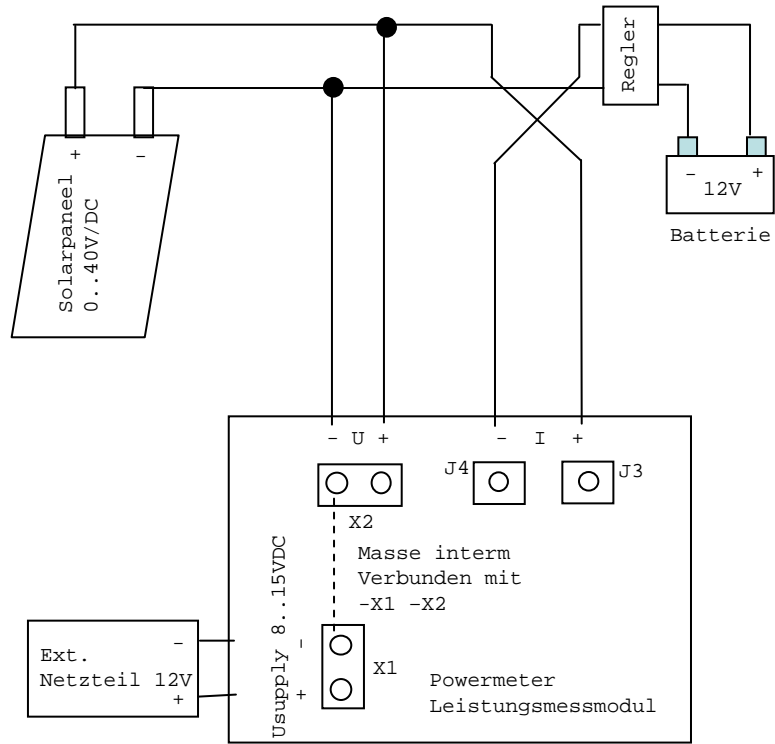 Regler
+ -
Solarpaneel
0..40V/DC
- +
12V
Batterie
- U + - I +
J4
J3
X2
Masse interm
Verbunden mit
-X1 -X2
Usupply 8..15VDC
- +
X1
Ext.
Netzteil 12V
-
+
Powermeter
Leistungsmessmodul